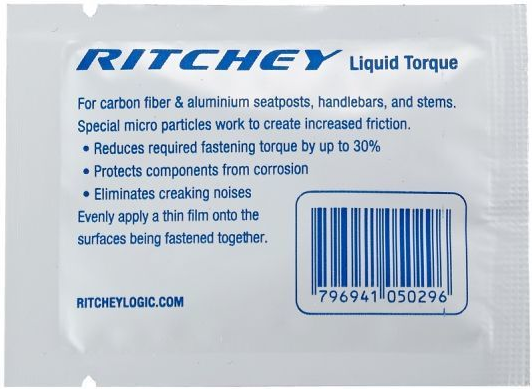 RITCHEY Liquid Torque
For carbon fiber & aluminium seatposts, handlebars, and stems.
Special micro particles work to create increased friction.
• Reduces required fastening torque by up to 30%
• Protects components from corrosion
• Eliminates creaking noises
Evenly apply a thin film onto the
surfaces being fastened together.
796941 050296
RITCHEYLOGIC.COM